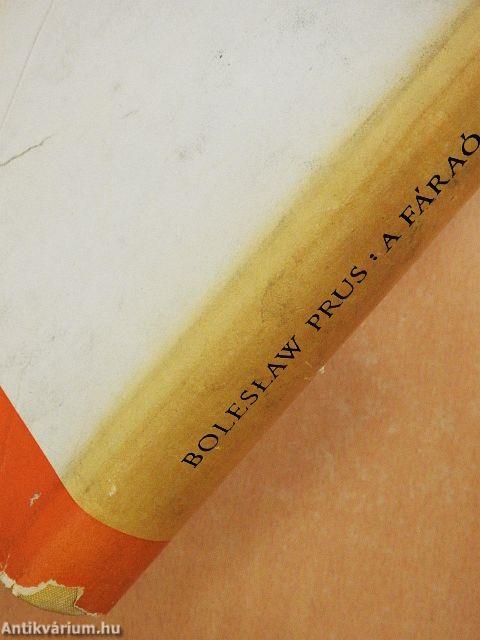 BOLESŁAW PRUS: A FÁRAÓ
Antikvárium.hu